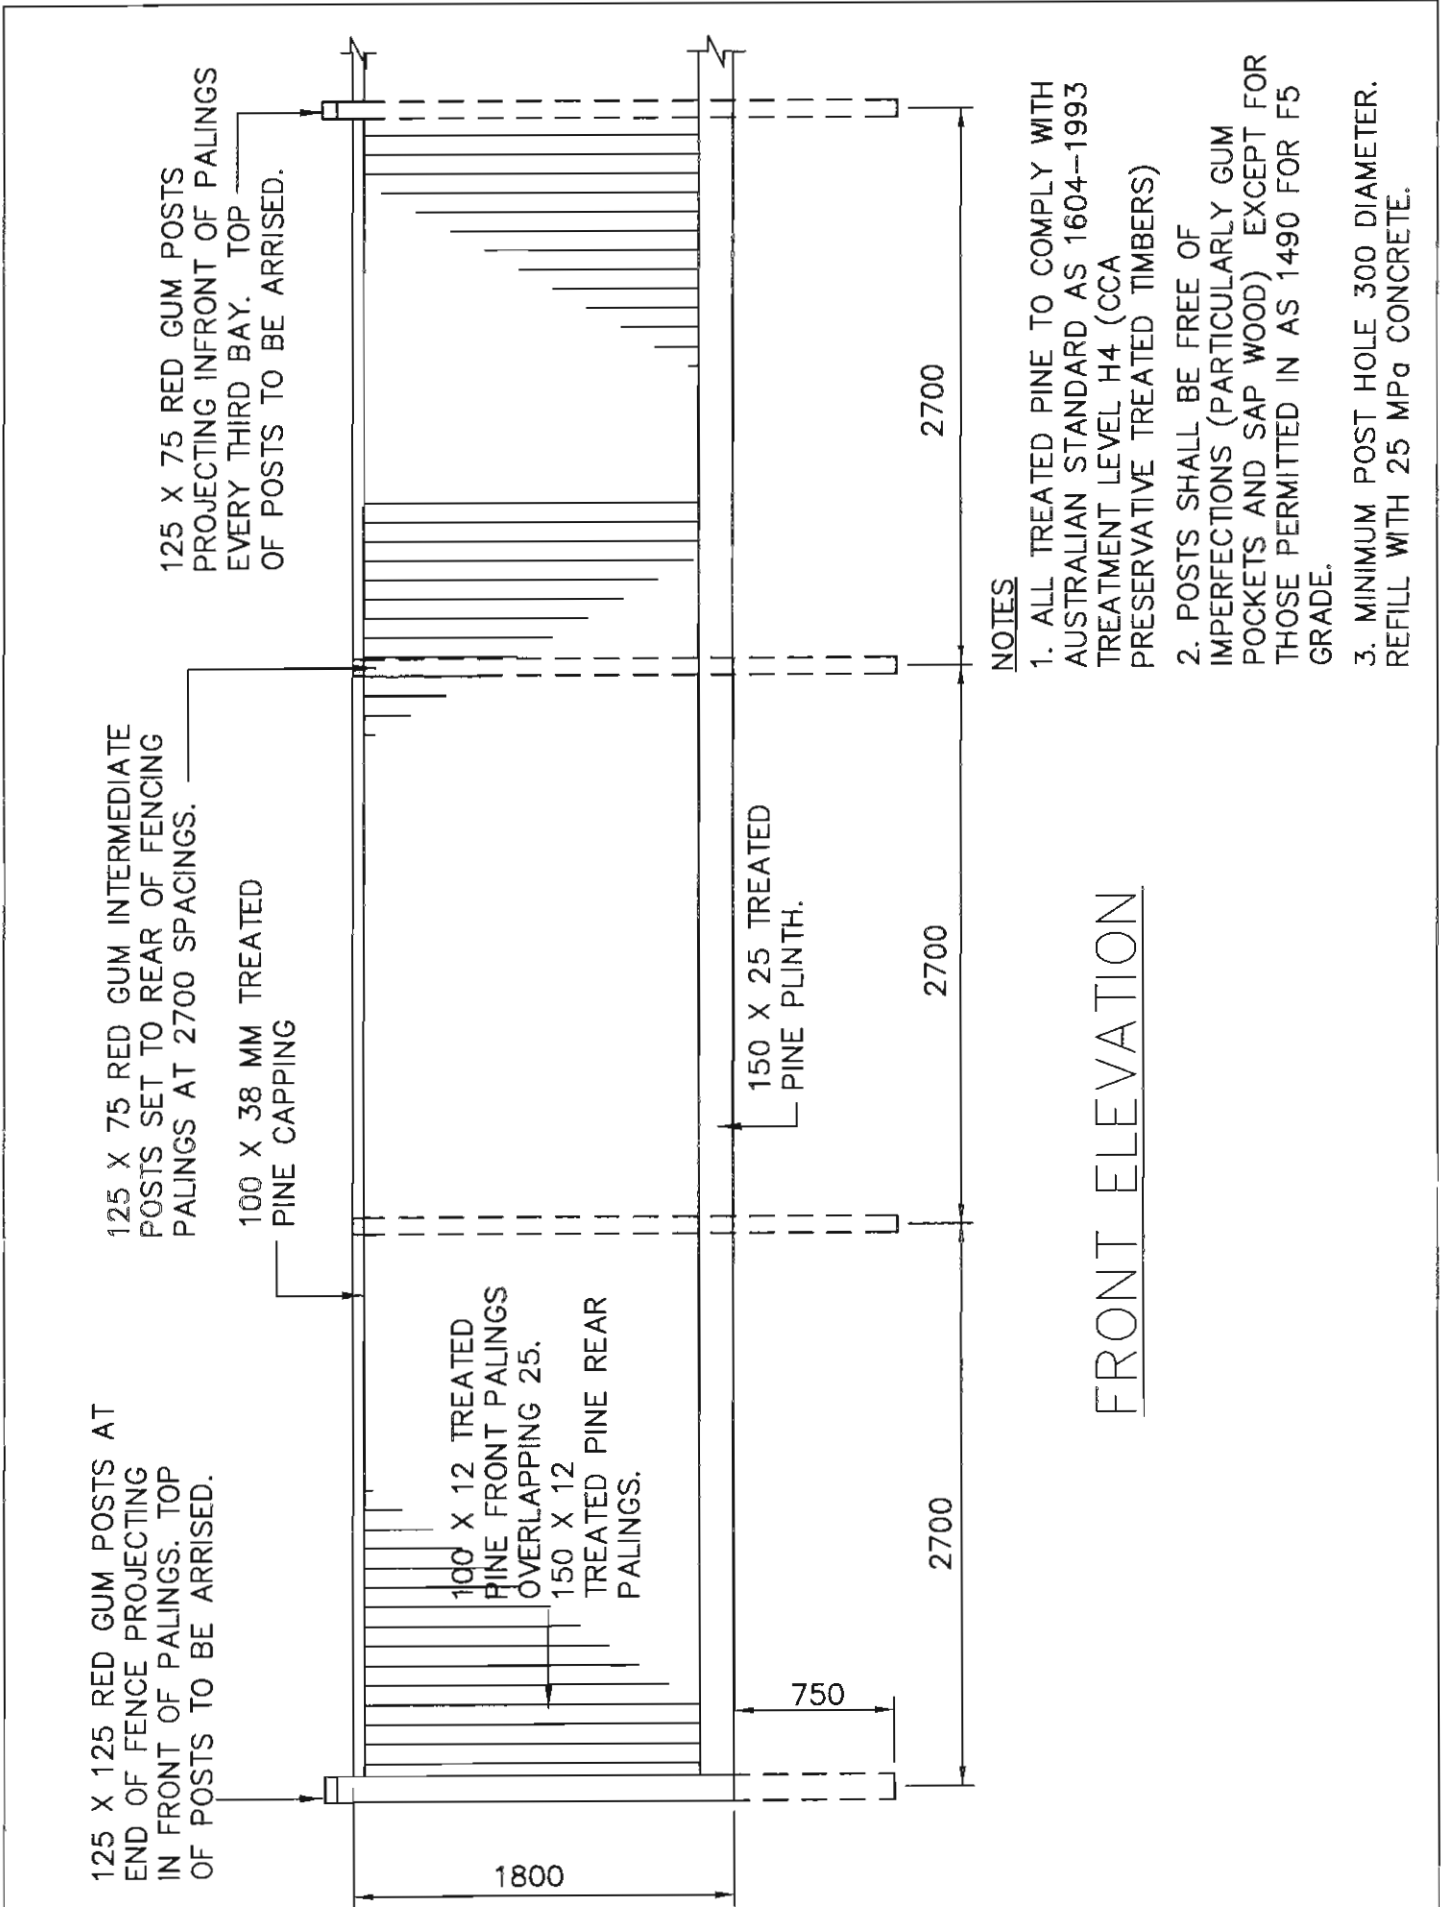 125 X 125 RED GUM POSTS AT
END OF FENCE PROJECTING
IN FRONT OF PALINGS. TOP
OF POSTS TO BE ARRISED.
125 X 75 RED GUM INTERMEDIATE
POSTS SET TO REAR OF FENCING
PALINGS AT 2700 SPACINGS.
100 X 38 MM TREATED
PINE CAPPING
125 X 75 RED GUM POSTS
PROJECTING INFRONT OF PALINGS
EVERY THIRD BAY. TOP
OF POSTS TO BE ARRISED.
100 X 12 TREATED
PINE FRONT PALINGS
OVERLAPPING 25.
150 X 12
TREATED PINE REAR
PALINGS.
150 X 25 TREATED
PINE PLINTH.
1800
750
2700
2700
2700
FRONT ELEVATION
NOTES
1. ALL TREATED PINE TO COMPLY WITH
AUSTRALIAN STANDARD AS 1604-1993
TREATMENT LEVEL H4 (CCA
PRESERVATIVE TREATED TIMBERS)
2. POSTS SHALL BE FREE OF
IMPERFECTIONS (PARTICULARLY GUM
POCKETS AND SAP WOOD) EXCEPT FOR
THOSE PERMITTED IN AS 1490 FOR F5
GRADE.
3. MINIMUM POST HOLE 300 DIAMETER.
REFILL WITH 25 MPa CONCRETE.